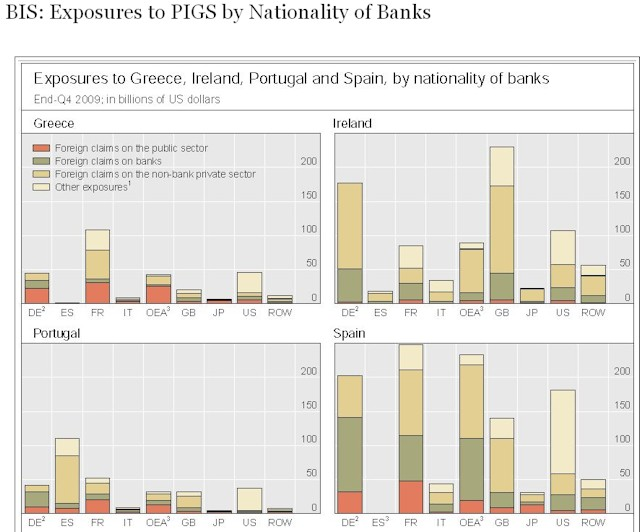 BIS: Exposures to PIGS by Nationality of Banks
Exposures to Greece, Ireland, Portugal and Spain, by nationality of banks
End-Q4 2009; in billions of US dollars
Greece
Foreign claims on the public sector
Foreign claims on banks
Foreign claims on the non-bank private sector
Other exposures¹
200
150
100
50
0
DE² ES FR IT OEA³ GB JP US ROW
Ireland
200
150
100
50
0
DE² ES FR IT OEA³ GB JP US ROW
Portugal
200
150
100
50
0
DE² ES FR IT OEA³ GB JP US ROW
Spain
200
150
100
50
0
DE² ES³ FR IT OEA³ GB JP US ROW